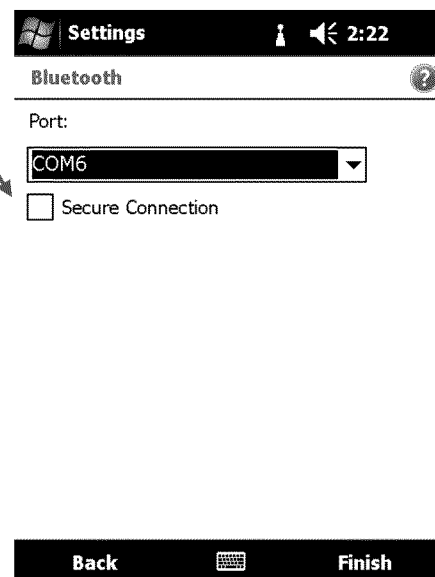 Settings 2:22
Bluetooth ?
Port:
COM6
Secure Connection
Back Finish